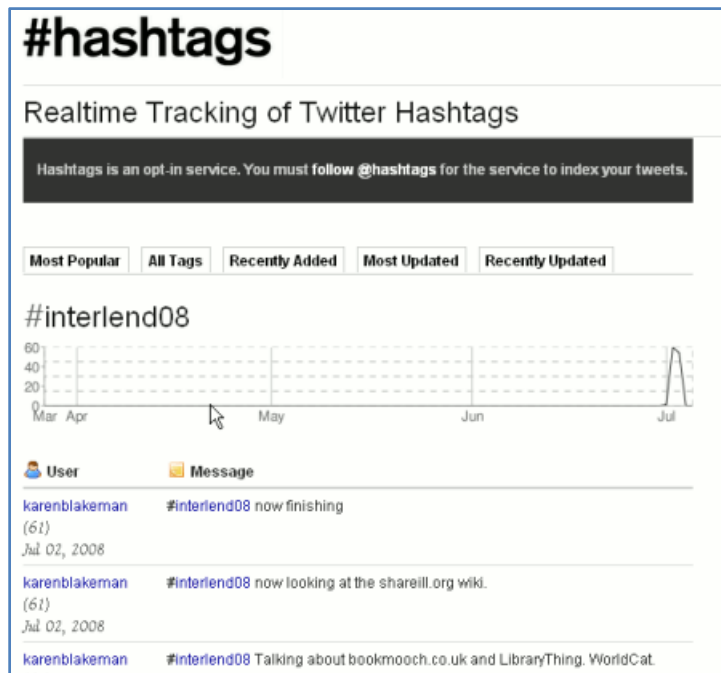 #hashtags
Realtime Tracking of Twitter Hashtags
Hashtags is an opt-in service. You must follow @hashtags for the service to index your tweets.
Most Popular All Tags Recently Added Most Updated Recently Updated
#interlend08
60
40
20
0
Mar Apr May Jun Jul
User Message
karenblakeman #interlend08 now finishing
(61)
Jul 02, 2008
karenblakeman #interlend08 now looking at the shareill.org wiki.
(61)
Jul 02, 2008
karenblakeman #interlend08 Talking about bookmooch.co.uk and LibraryThing. WorldCat.